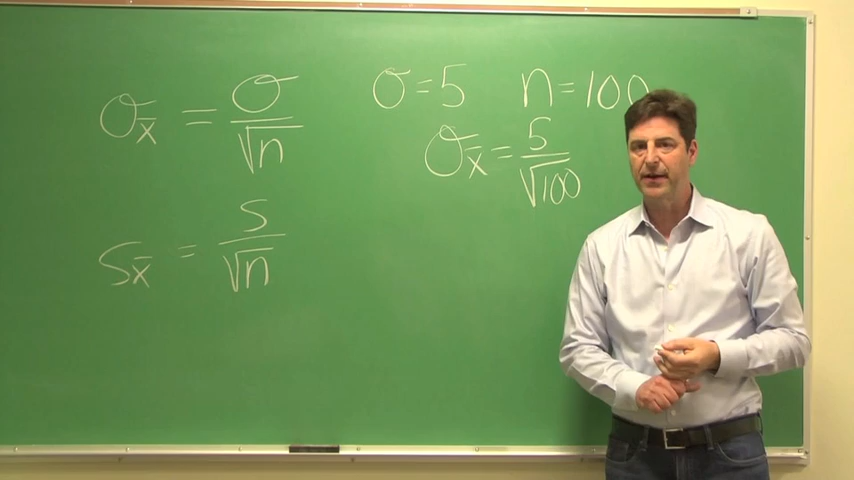 σx̄ = σ/√n
σ = 5 n = 100
σx̄ = 5/√100
sx̄ = s/√n